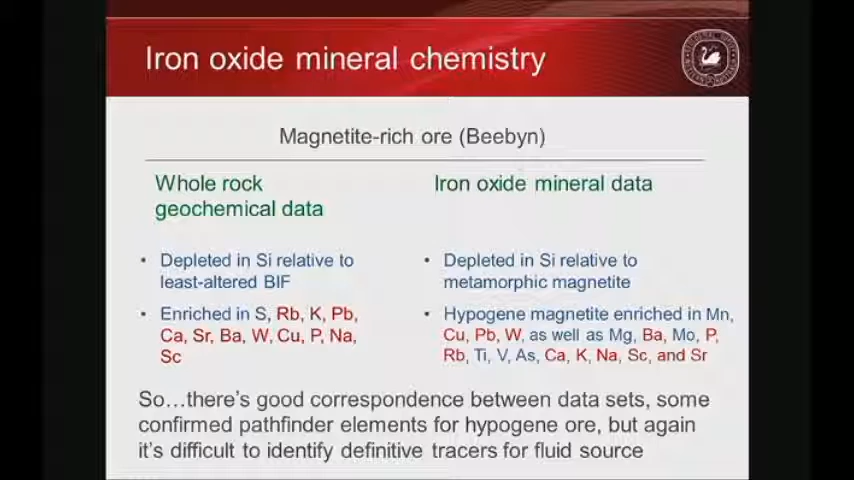 Iron oxide mineral chemistry
Magnetite-rich ore (Beebyn)
Whole rock
geochemical data
• Depleted in Si relative to
least-altered BIF
• Enriched in S, Rb, K, Pb,
Ca, Sr, Ba, W, Cu, P, Na,
Sc
Iron oxide mineral data
• Depleted in Si relative to
metamorphic magnetite
• Hypogene magnetite enriched in Mn,
Cu, Pb, W, as well as Mg, Ba, Mo, P,
Rb, Ti, V, As, Ca, K, Na, Sc, and Sr
So…there's good correspondence between data sets, some
confirmed pathfinder elements for hypogene ore, but again
it's difficult to identify definitive tracers for fluid source